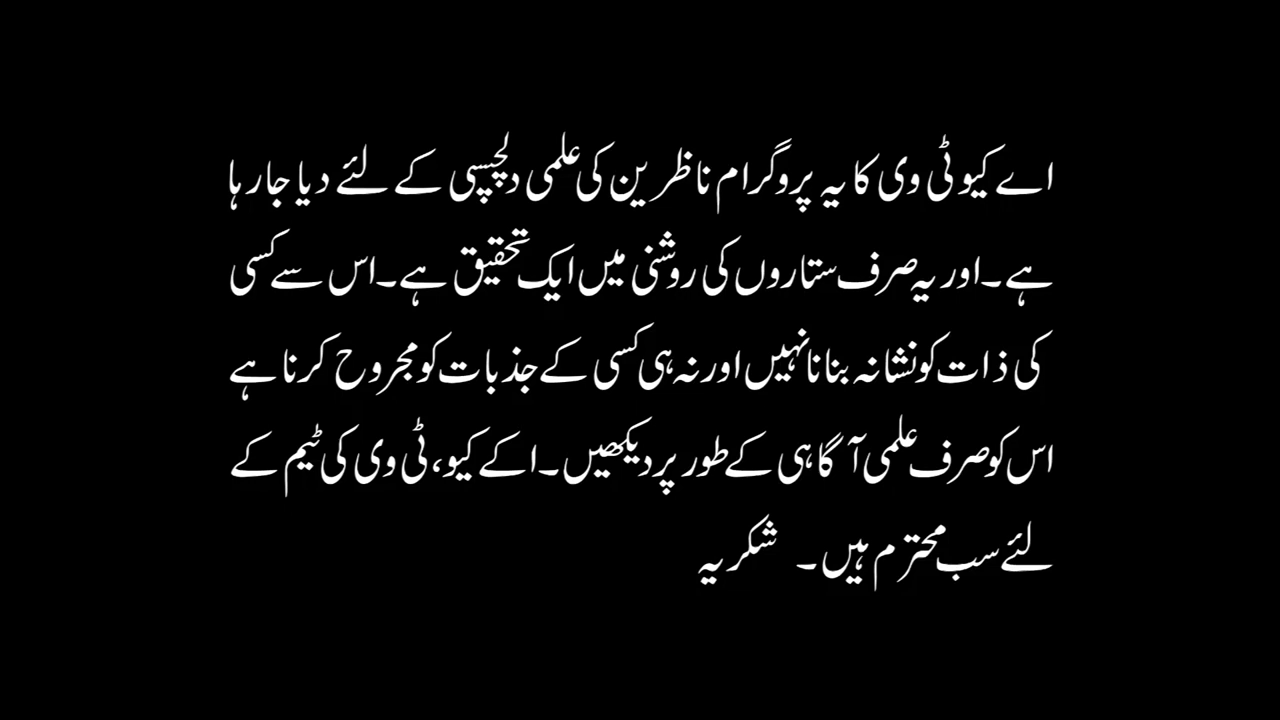 اے کیو ٹی وی کا یہ پروگرام ناظرین کی علمی دلچسپی کے لئے دیا جارہا
ہے۔اور یہ صرف ستاروں کی روشنی میں ایک تحقیق ہے۔اس سے کسی
کی ذات کو نشانہ بنانا نہیں اور نہ ہی کسی کے جذبات کو مجروح کرنا ہے
اس کو صرف علمی آگاہی کے طور پر دیکھیں۔اکے کیو، ٹی وی کی ٹیم کے
لئے سب محترم ہیں۔ شکریہ